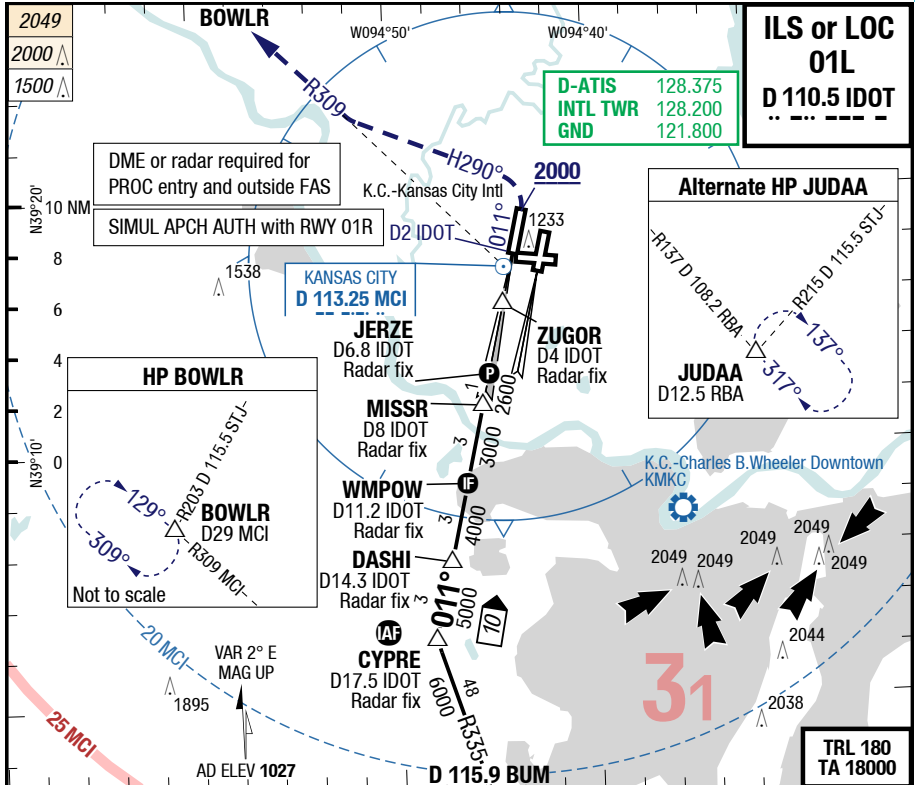 2049
2000
1500
BOWLR
W094°50'
W094°40'
ILS or LOC
01L
D 110.5 IDOT
D-ATIS 128.375
INTL TWR 128.200
GND 121.800
R309
H290°
2000
DME or radar required for
PROC entry and outside FAS
K.C.-Kansas City Intl
SIMUL APCH AUTH with RWY 01R
D2 IDOT
011°
1233
N39°20'
10 NM
8
6
4
2
0
N39°10'
1538
KANSAS CITY
D 113.25 MCI
Alternate HP JUDAA
R137 D 108.2 RBA
R215 D 115.5 STJ
137°
317°
JUDAA
D12.5 RBA
JERZE
D6.8 IDOT
Radar fix
ZUGOR
D4 IDOT
Radar fix
P
1
2600
MISSR
D8 IDOT
Radar fix
3
3000
HP BOWLR
R203 D 115.5 STJ
129°
309°
BOWLR
D29 MCI
R309 MCI
Not to scale
WMPOW
D11.2 IDOT
Radar fix
IF
3
4000
K.C.-Charles B.Wheeler Downtown
KMKC
DASHI
D14.3 IDOT
Radar fix
3
011°
5000
10
2049
2049
2049
2049
2049
IAF
CYPRE
D17.5 IDOT
Radar fix
48
6000
R335
D 115.9 BUM
2044
2038
31
20 MCI
25 MCI
1895
VAR 2° E
MAG UP
AD ELEV 1027
TRL 180
TA 18000